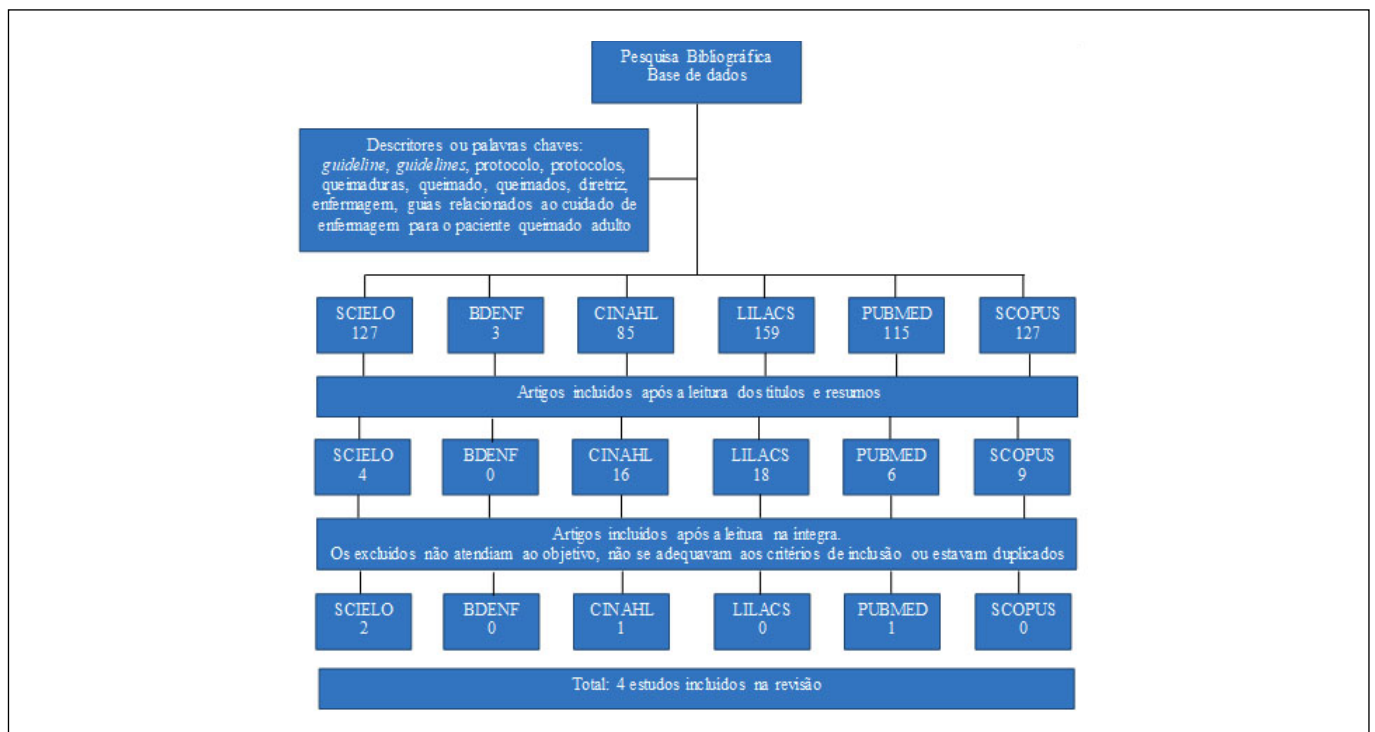 Pesquisa Bibliográfica
Base de dados
Descritores ou palavras chaves:
guideline, guidelines, protocolo, protocolos,
queimaduras, queimado, queimados, diretriz,
enfermagem, guias relacionados ao cuidado de
enfermagem para o paciente queimado adulto
SCIELO BDENF CINAHL LILACS PUBMED SCOPUS
127 3 85 159 115 127
Artigos incluidos após a leitura dos títulos e resumos
SCIELO BDENF CINAHL LILACS PUBMED SCOPUS
4 0 16 18 6 9
Artigos incluidos após a leitura na íntegra.
Os excluidos não atendiam ao objetivo, não se adequavam aos critérios de inclusão ou estavam duplicados
SCIELO BDENF CINAHL LILACS PUBMED SCOPUS
2 0 1 0 1 0
Total: 4 estudos incluidos na revisão